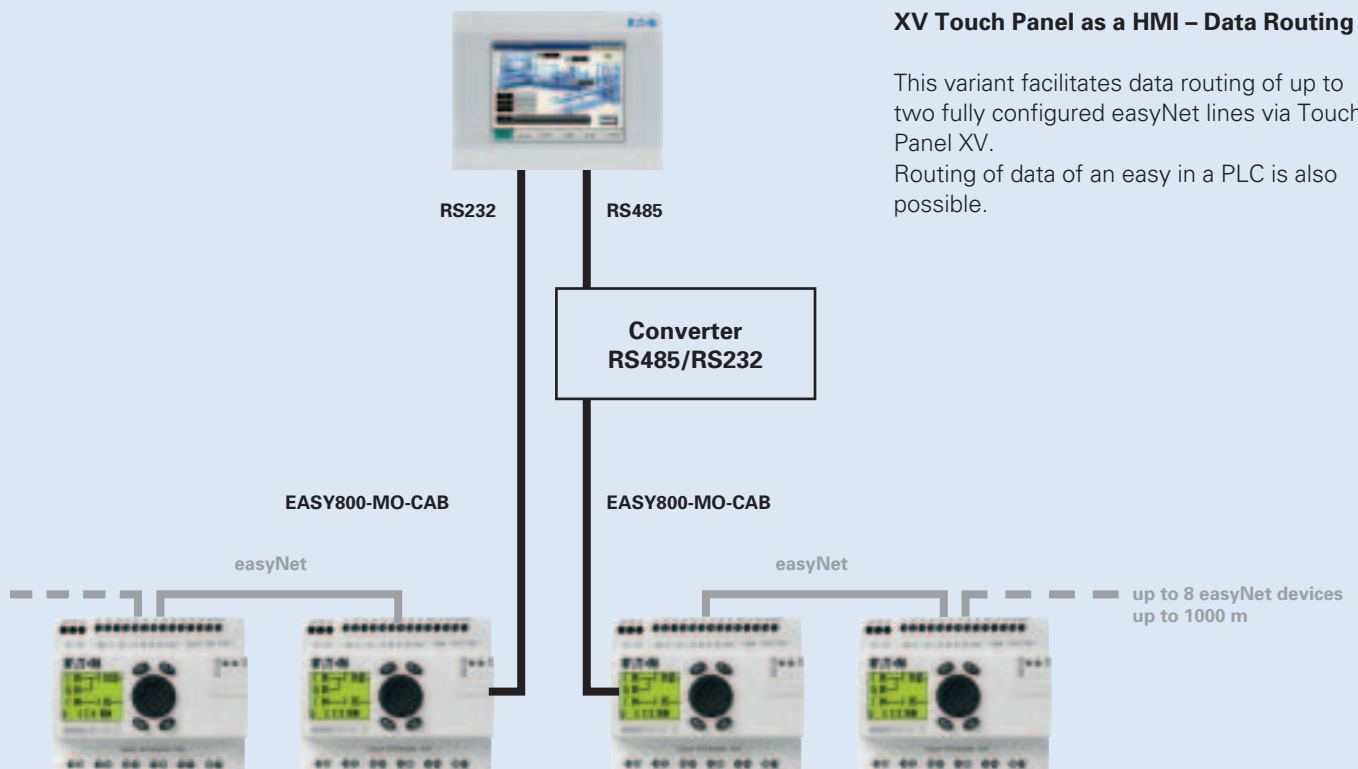 XV Touch Panel as a HMI – Data Routing
This variant facilitates data routing of up to
two fully configured easyNet lines via Touch
Panel XV.
Routing of data of an easy in a PLC is also
possible.
RS232
RS485
Converter
RS485/RS232
EASY800-MO-CAB
EASY800-MO-CAB
easyNet
easyNet
up to 8 easyNet devices
up to 1000 m